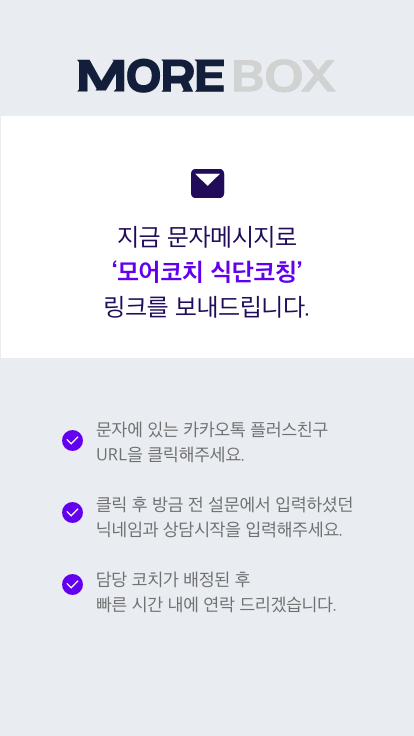 MORE BOX
지금 문자메시지로
‘모어코치 식단코칭’
링크를 보내드립니다.
문자에 있는 카카오톡 플러스친구
URL을 클릭해주세요.
클릭 후 방금 전 설문에서 입력하셨던
닉네임과 상담시작을 입력해주세요.
담당 코치가 배정된 후
빠른 시간 내에 연락 드리겠습니다.